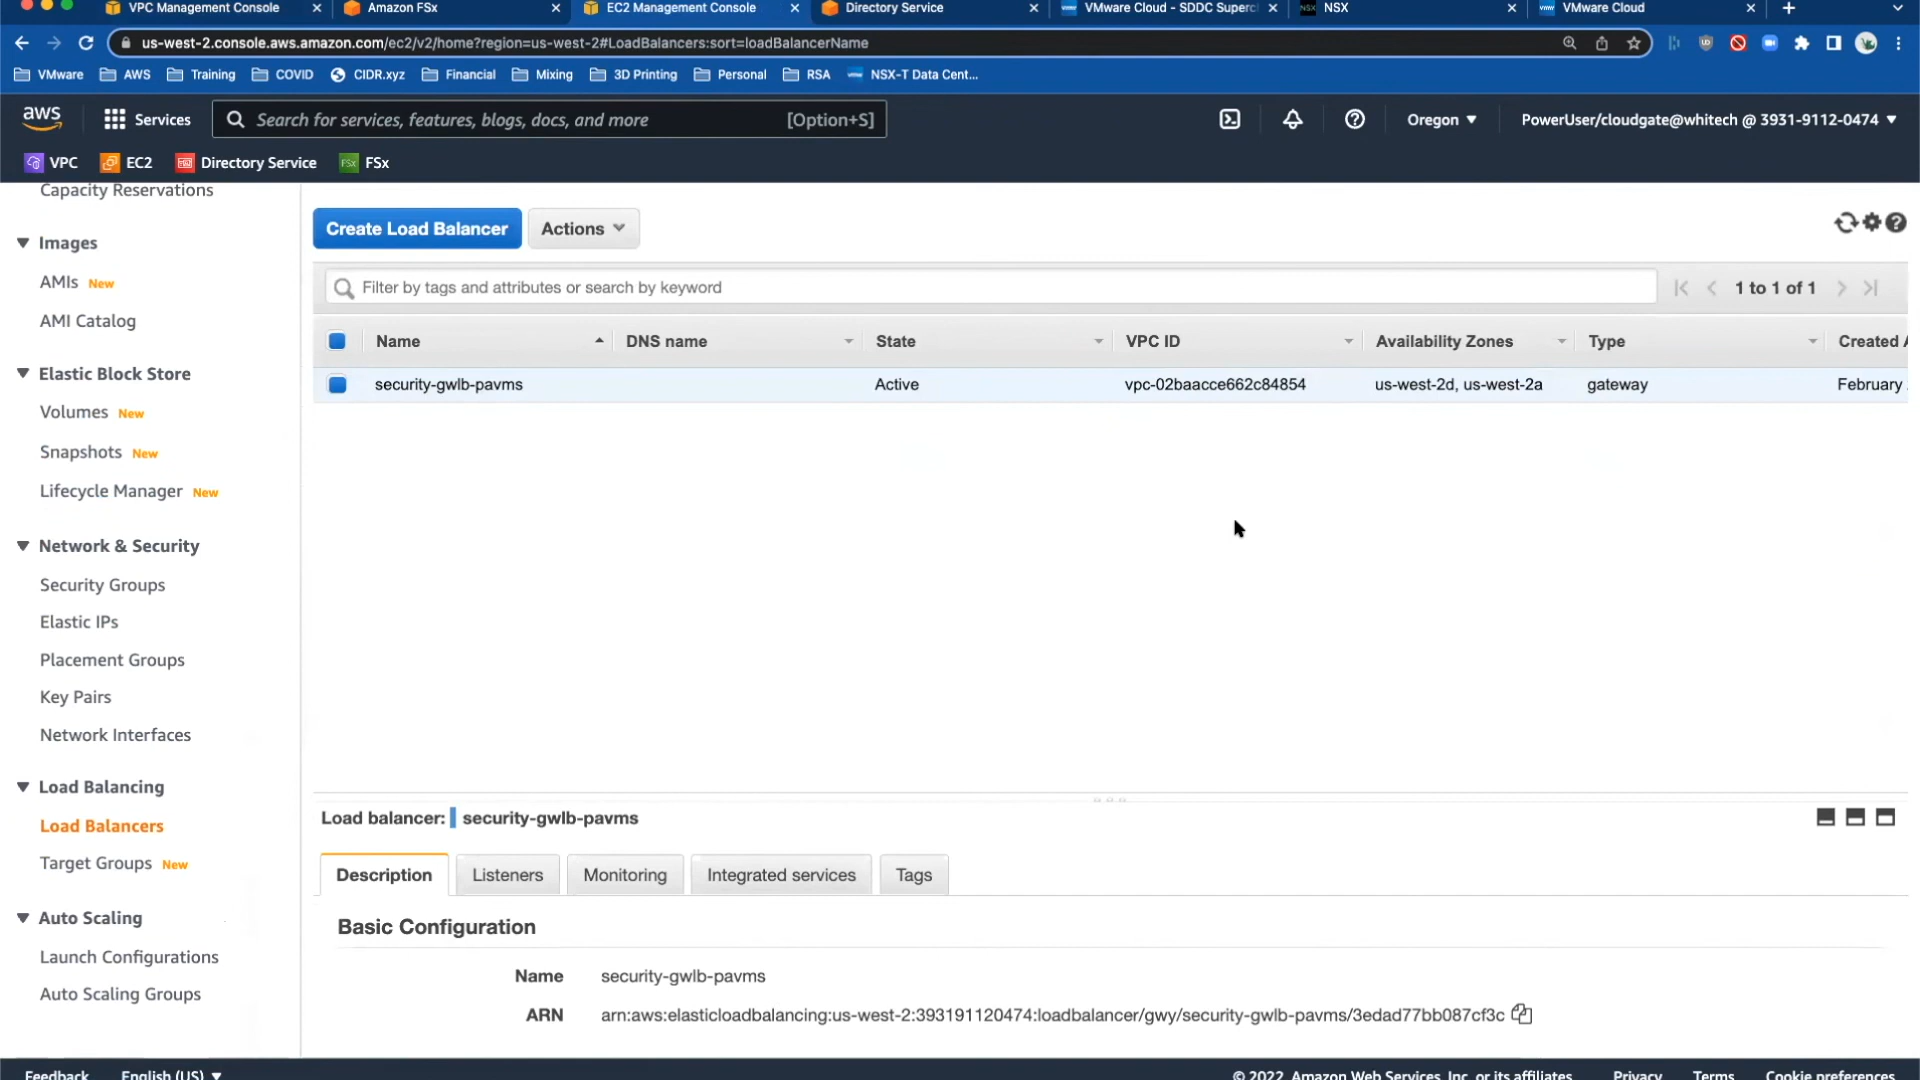 VPC Management Console
Amazon FSx
EC2 Management Console
Directory Service
VMware Cloud - SDDC Superc
NSX
VMware Cloud
us-west-2.console.aws.amazon.com/ec2/v2/home?region=us-west-2#LoadBalancers:sort=loadBalancerName
VMware AWS Training COVID CIDR.xyz Financial Mixing 3D Printing Personal RSA NSX-T Data Cent...
aws Services Search for services, features, blogs, docs, and more [Option+S] Oregon PowerUser/cloudgate@whitech @ 3931-9112-0474
VPC EC2 Directory Service FSx FSx
Capacity Reservations
Images
AMIs New
AMI Catalog
Elastic Block Store
Volumes New
Snapshots New
Lifecycle Manager New
Network & Security
Security Groups
Elastic IPs
Placement Groups
Key Pairs
Network Interfaces
Load Balancing
Load Balancers
Target Groups New
Auto Scaling
Launch Configurations
Auto Scaling Groups
Create Load Balancer Actions
Filter by tags and attributes or search by keyword 1 to 1 of 1
Name DNS name State VPC ID Availability Zones Type Created A
security-gwlb-pavms Active vpc-02baacce662c84854 us-west-2d, us-west-2a gateway February
Load balancer: security-gwlb-pavms
Description Listeners Monitoring Integrated services Tags
Basic Configuration
Name security-gwlb-pavms
ARN arn:aws:elasticloadbalancing:us-west-2:393191120474:loadbalancer/gwy/security-gwlb-pavms/3edad77bb087cf3c
Feedback English (US) © 2022, Amazon Web Services, Inc. or its affiliates. Privacy Terms Cookie preferences